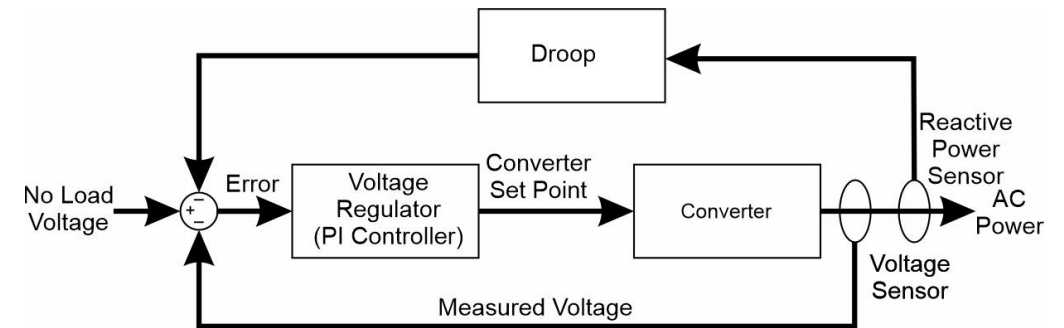 Droop
No Load
Voltage
+
−
−
Error
Voltage
Regulator
(PI Controller)
Converter
Set Point
Converter
Reactive
Power
Sensor
AC
Power
Voltage
Sensor
Measured Voltage